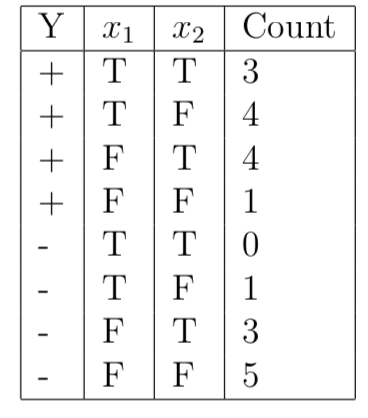 Y x₁ x₂ Count
+ T T 3
+ T F 4
+ F T 4
+ F F 1
- T T 0
- T F 1
- F T 3
- F F 5